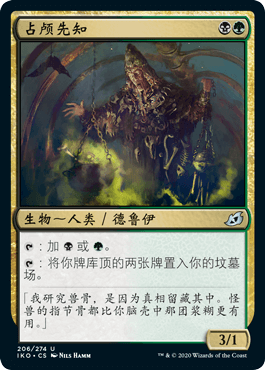 占颅先知
生物～人类／德鲁伊
：加或。
：将你牌库顶的两张牌置入你的坟墓
场。
「我研究兽骨，是因为真相留藏其中。怪
兽的指节骨都比你脑壳中那团浆糊更有
用。」
3/1
206/274 U
IKO • CS NILS HAMM
™ & © 2020 Wizards of the Coast